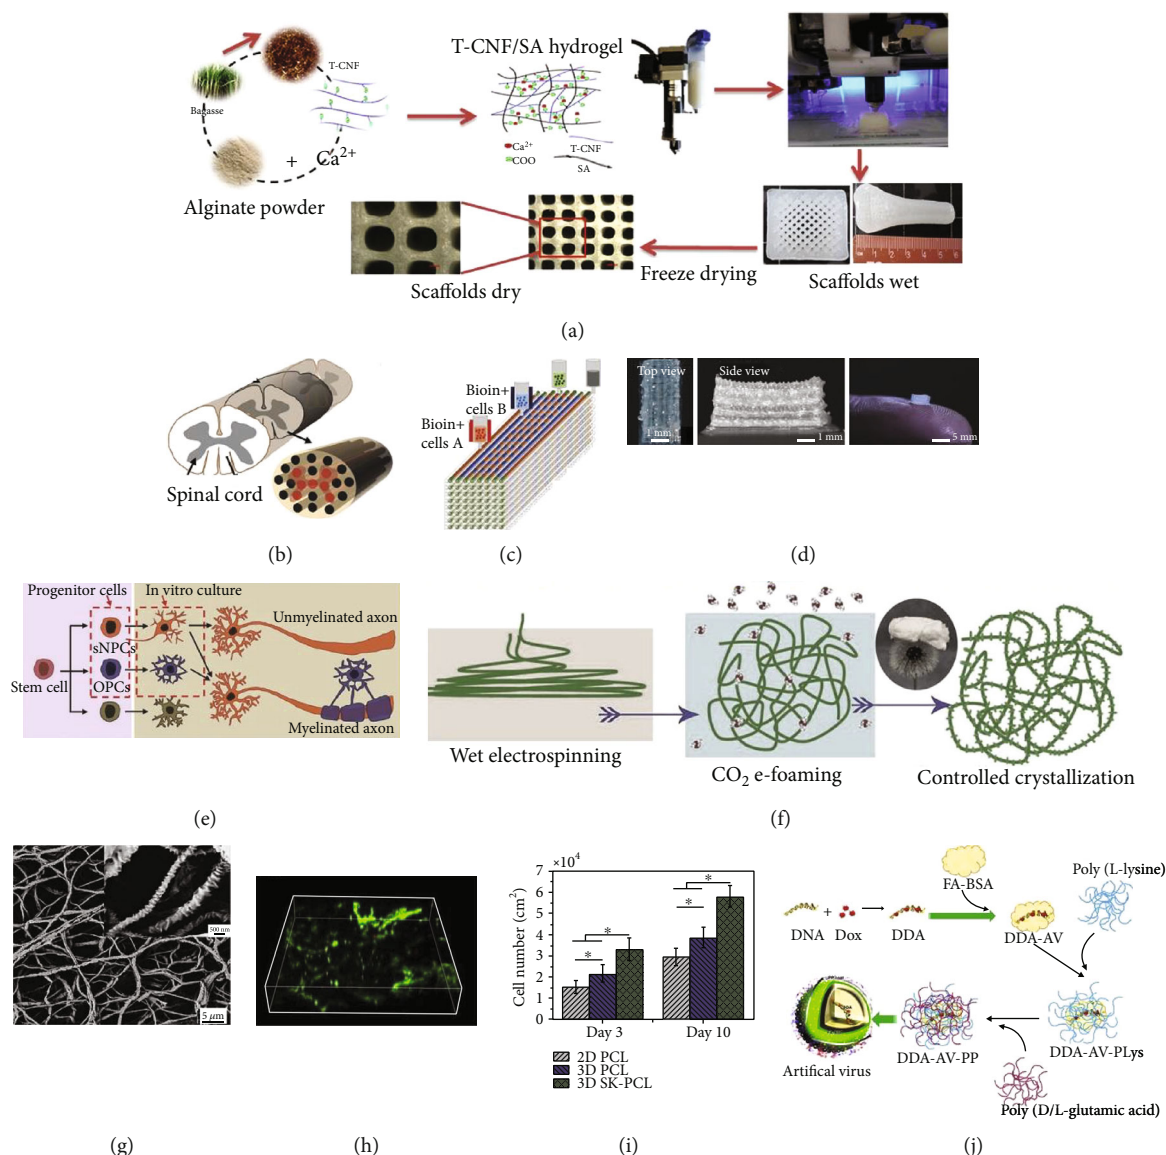 T-CNF
Bagasse
+ Ca2+
Alginate powder
T-CNF/SA hydrogel
Ca2+
COO
T-CNF
SA
Scaffolds wet
Freeze drying
Scaffolds dry
(a)
Spinal cord
(b)
Bioin+
cells B
Bioin+
cells A
(c)
Top view
1 mm
Side view
1 mm
5 mm
(d)
Progenitor cells
In vitro culture
Unmyelinated axon
sNPCs
Stem cell
OPCs
Myelinated axon
(e)
Wet electrospinning
CO2 e-foaming
Controlled crystallization
(f)
500 nm
5 μm
(g)
(h)
×10⁴
7
6
5
4
3
2
1
0
Cell number (cm²)
* * * *
Day 3
Day 10
2D PCL
3D PCL
3D SK-PCL
(i)
FA-BSA
Poly (L-lysine)
DNA + Dox
DDA
DDA-AV
DDA-AV-PLys
DDA-AV-PP
Artifical virus
Poly (D/L-glutamic acid)
(j)